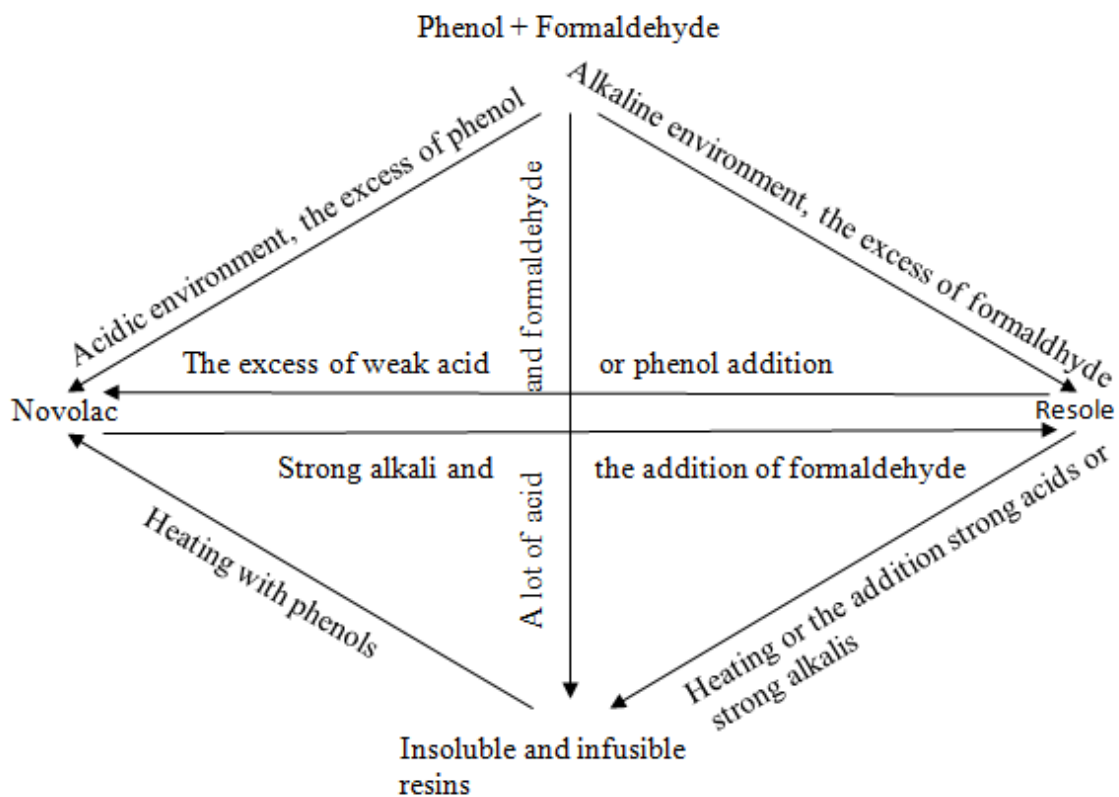 Phenol + Formaldehyde
Acidic environment, the excess of phenol
Alkaline environment, the excess of formaldhyde
A lot of acid and formaldehyde
The excess of weak acid or phenol addition
Novolac
Resole
Strong alkali and the addition of formaldehyde
Heating with phenols
Heating or the addition strong acids or
strong alkalis
Insoluble and infusible
resins